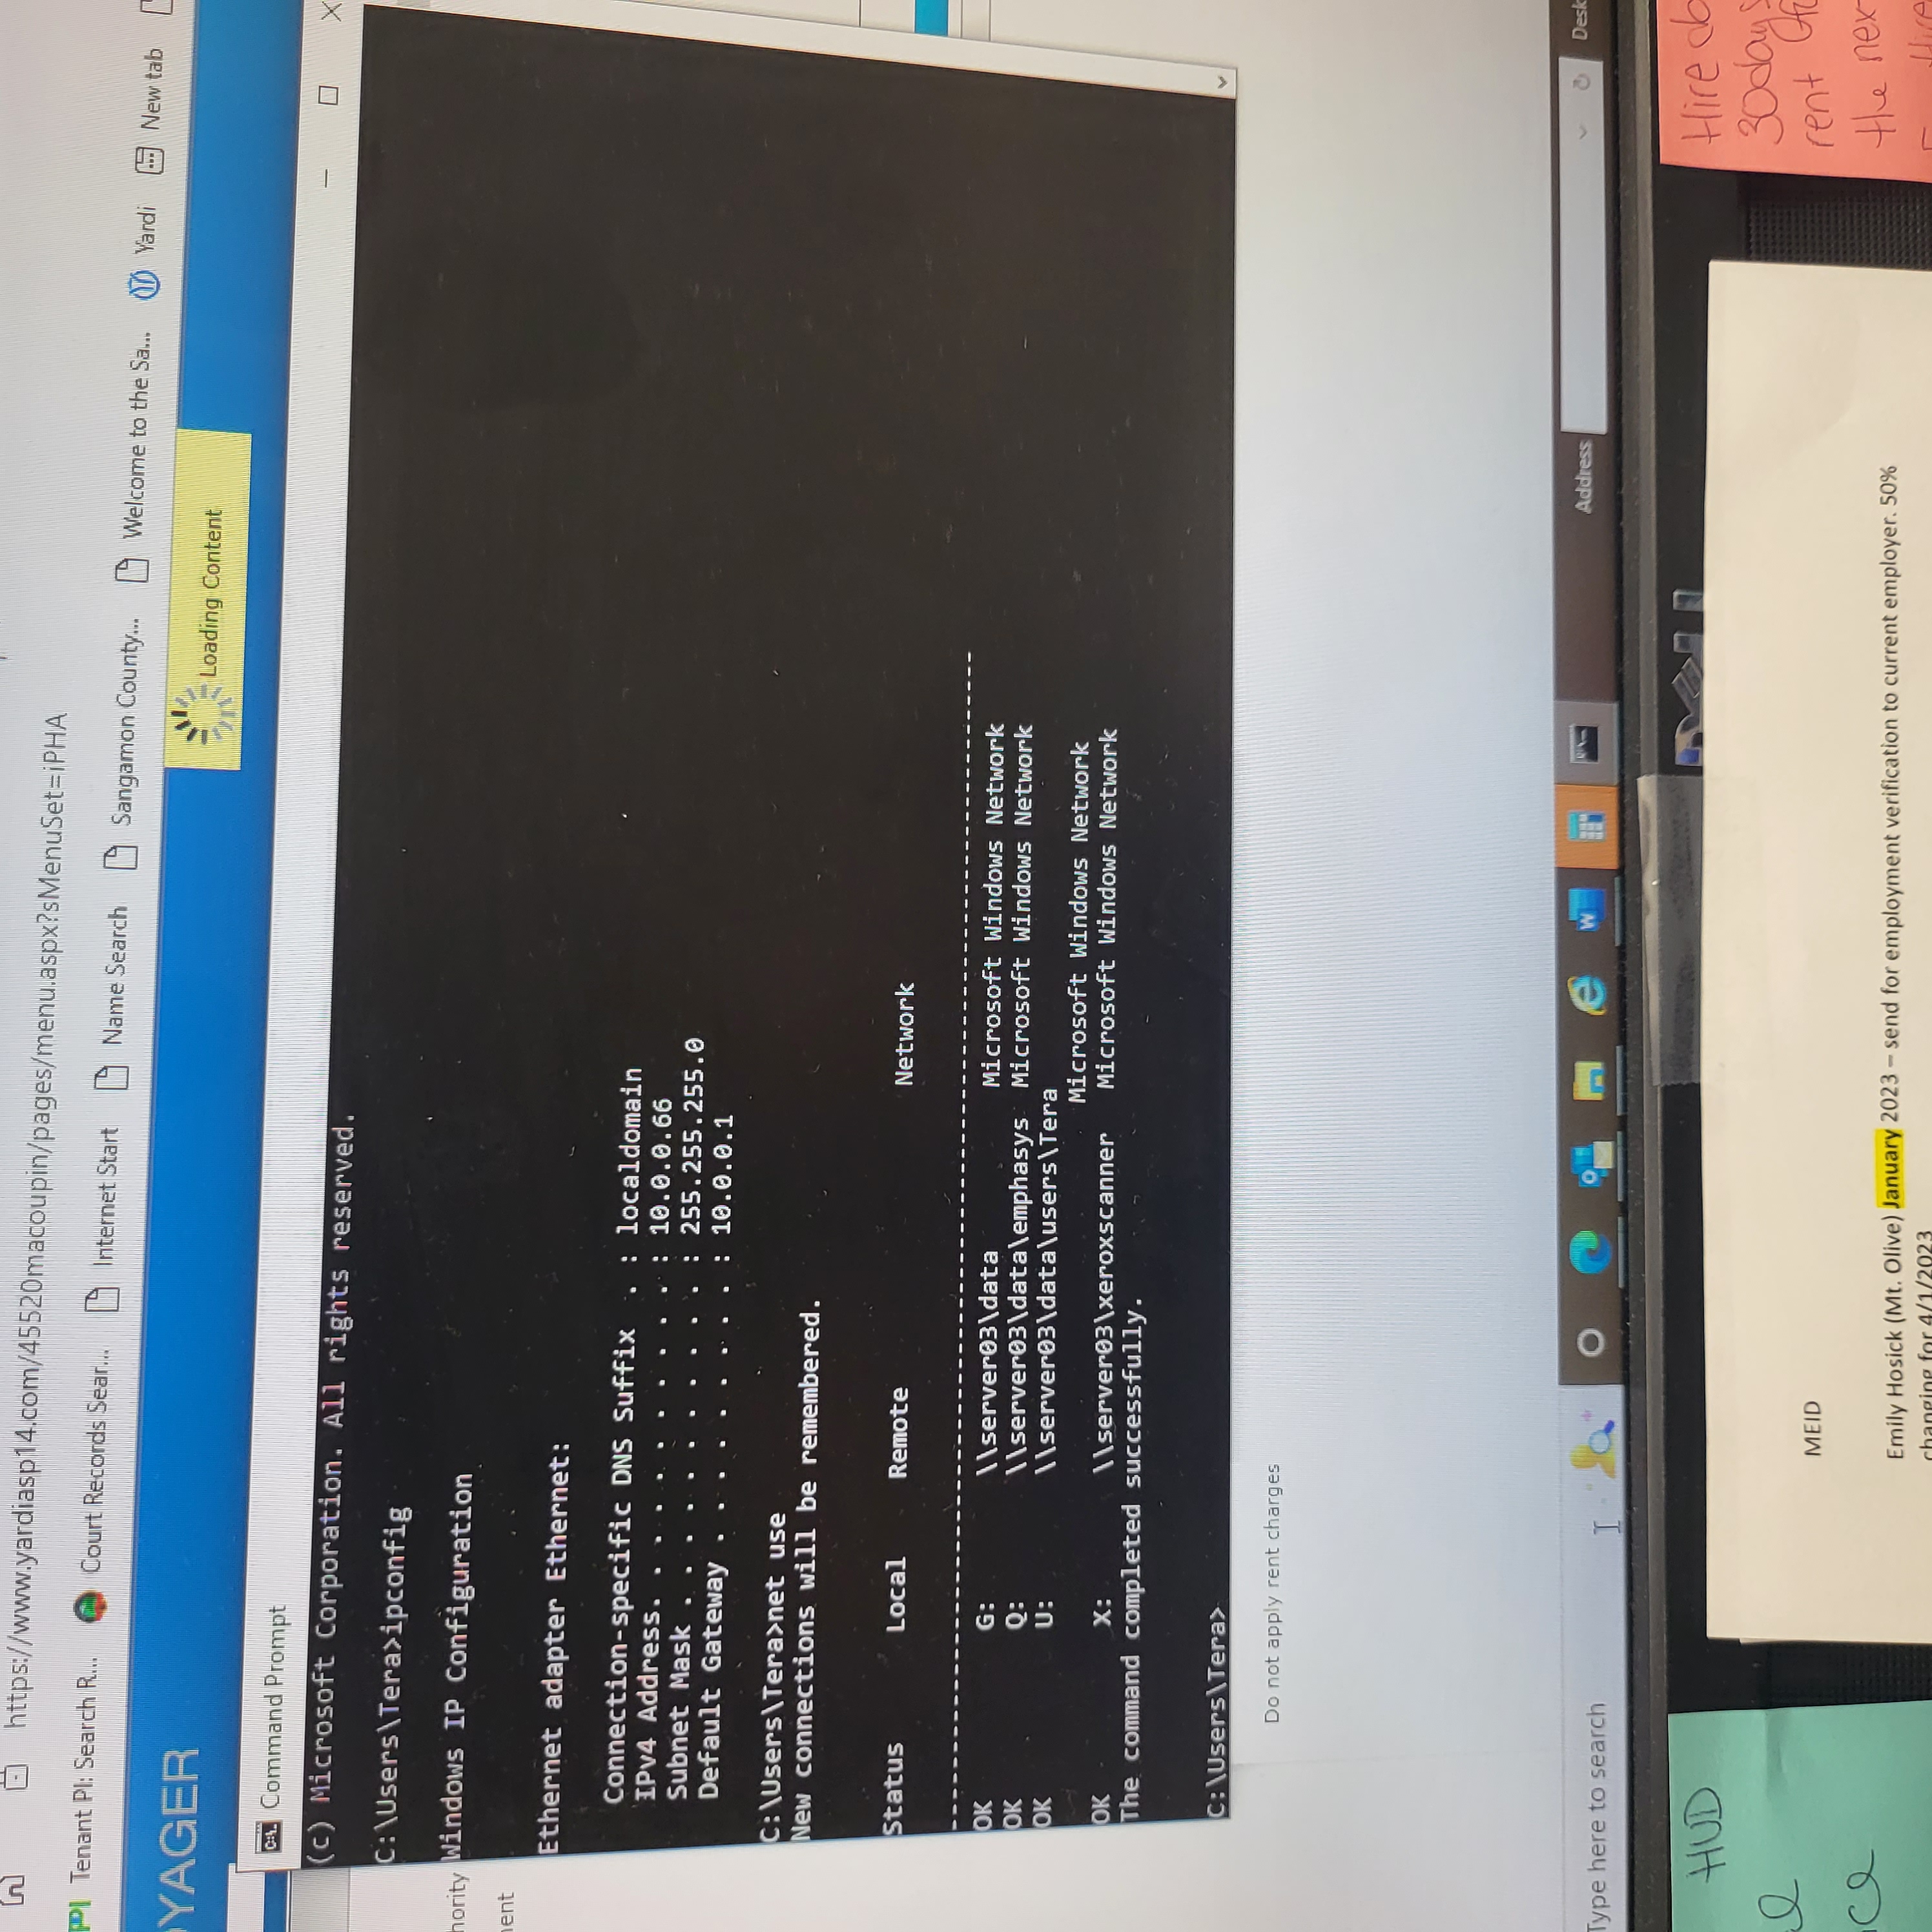 https://www.yardiasp14.com/45520macoupin/pages/menu.aspx?sMenuSet=iPHA
Tenant PI: Search R... Court Records Sear... Internet Start Name Search Sangamon County... Welcome to the Sa... Yardi New tab
OYAGER
Loading Content
Command Prompt
(c) Microsoft Corporation. All rights reserved.
C:\Users\Tera>ipconfig
hority
Windows IP Configuration
ent
Ethernet adapter Ethernet:
Connection-specific DNS Suffix . : localdomain
IPv4 Address. . . . . . . . . . . : 10.0.0.66
Subnet Mask . . . . . . . . . . . : 255.255.255.0
Default Gateway . . . . . . . . . : 10.0.0.1
C:\Users\Tera>net use
New connections will be remembered.
Status Local Remote Network
-------------------------------------------------------------------------------
OK G: \\server03\data Microsoft Windows Network
OK Q: \\server03\data\emphasys Microsoft Windows Network
OK U: \\server03\data\users\Tera
Microsoft Windows Network
OK X: \\server03\xeroxscanner Microsoft Windows Network
The command completed successfully.
C:\Users\Tera>
Do not apply rent charges
Type here to search
Address
Desk
DELL
HUD
MEID
Emily Hosick (Mt. Olive) January 2023 – send for employment verification to current employer. 50%
changing for 4/1/2023
Hire
30days
rent
the nex